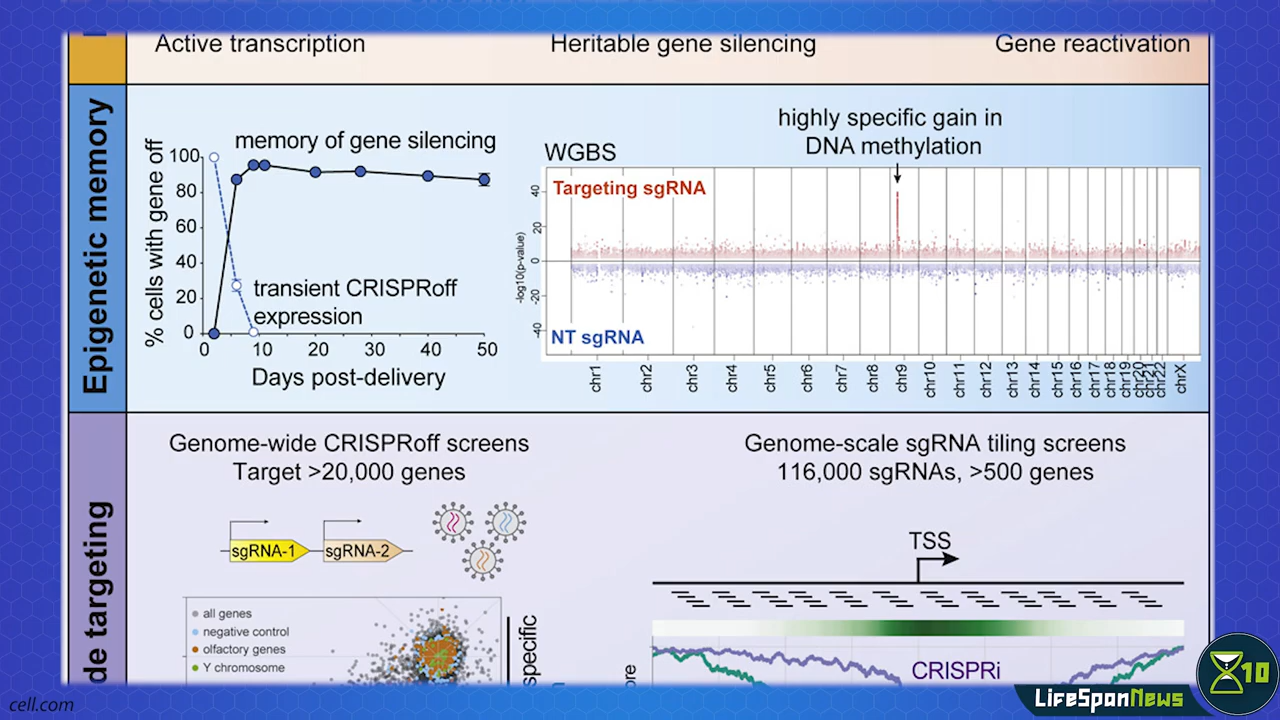 Active transcription
Heritable gene silencing
Gene reactivation
Epigenetic memory
% cells with gene off
memory of gene silencing
100
80
60
40
20
0
transient CRISPRoff
expression
0 10 20 30 40 50
Days post-delivery
highly specific gain in
DNA methylation
WGBS
Targeting sgRNA
NT sgRNA
-log10(p-value)
40
20
0
-20
40
chr1 chr2 chr3 chr4 chr5 chr6 chr7 chr8 chr9 chr10 chr11 chr12 chr13 chr14 chr15 chr16 chr17 chr18 chr19 chr20 chr21 chr22 chrX
de targeting
Genome-wide CRISPRoff screens
Target >20,000 genes
sgRNA-1 sgRNA-2
all genes
negative control
olfactory genes
Y chromosome
specific
Genome-scale sgRNA tiling screens
116,000 sgRNAs, >500 genes
TSS
ore
CRISPRi
cell.com
LifeSpanNews
10